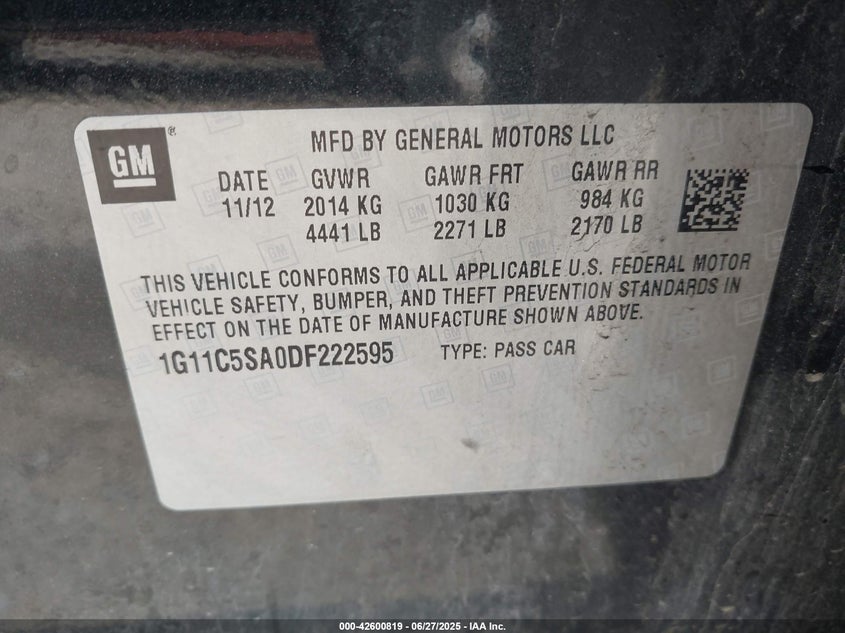 GM®
MFD BY GENERAL MOTORS LLC
DATE GVWR GAWR FRT GAWR RR
11/12 2014 KG 1030 KG 984 KG
4441 LB 2271 LB 2170 LB
THIS VEHICLE CONFORMS TO ALL APPLICABLE U.S. FEDERAL MOTOR
VEHICLE SAFETY, BUMPER, AND THEFT PREVENTION STANDARDS IN
EFFECT ON THE DATE OF MANUFACTURE SHOWN ABOVE.
1G11C5SA0DF222595 TYPE: PASS CAR
000-42600819 - 06/27/2025 - IAA Inc.